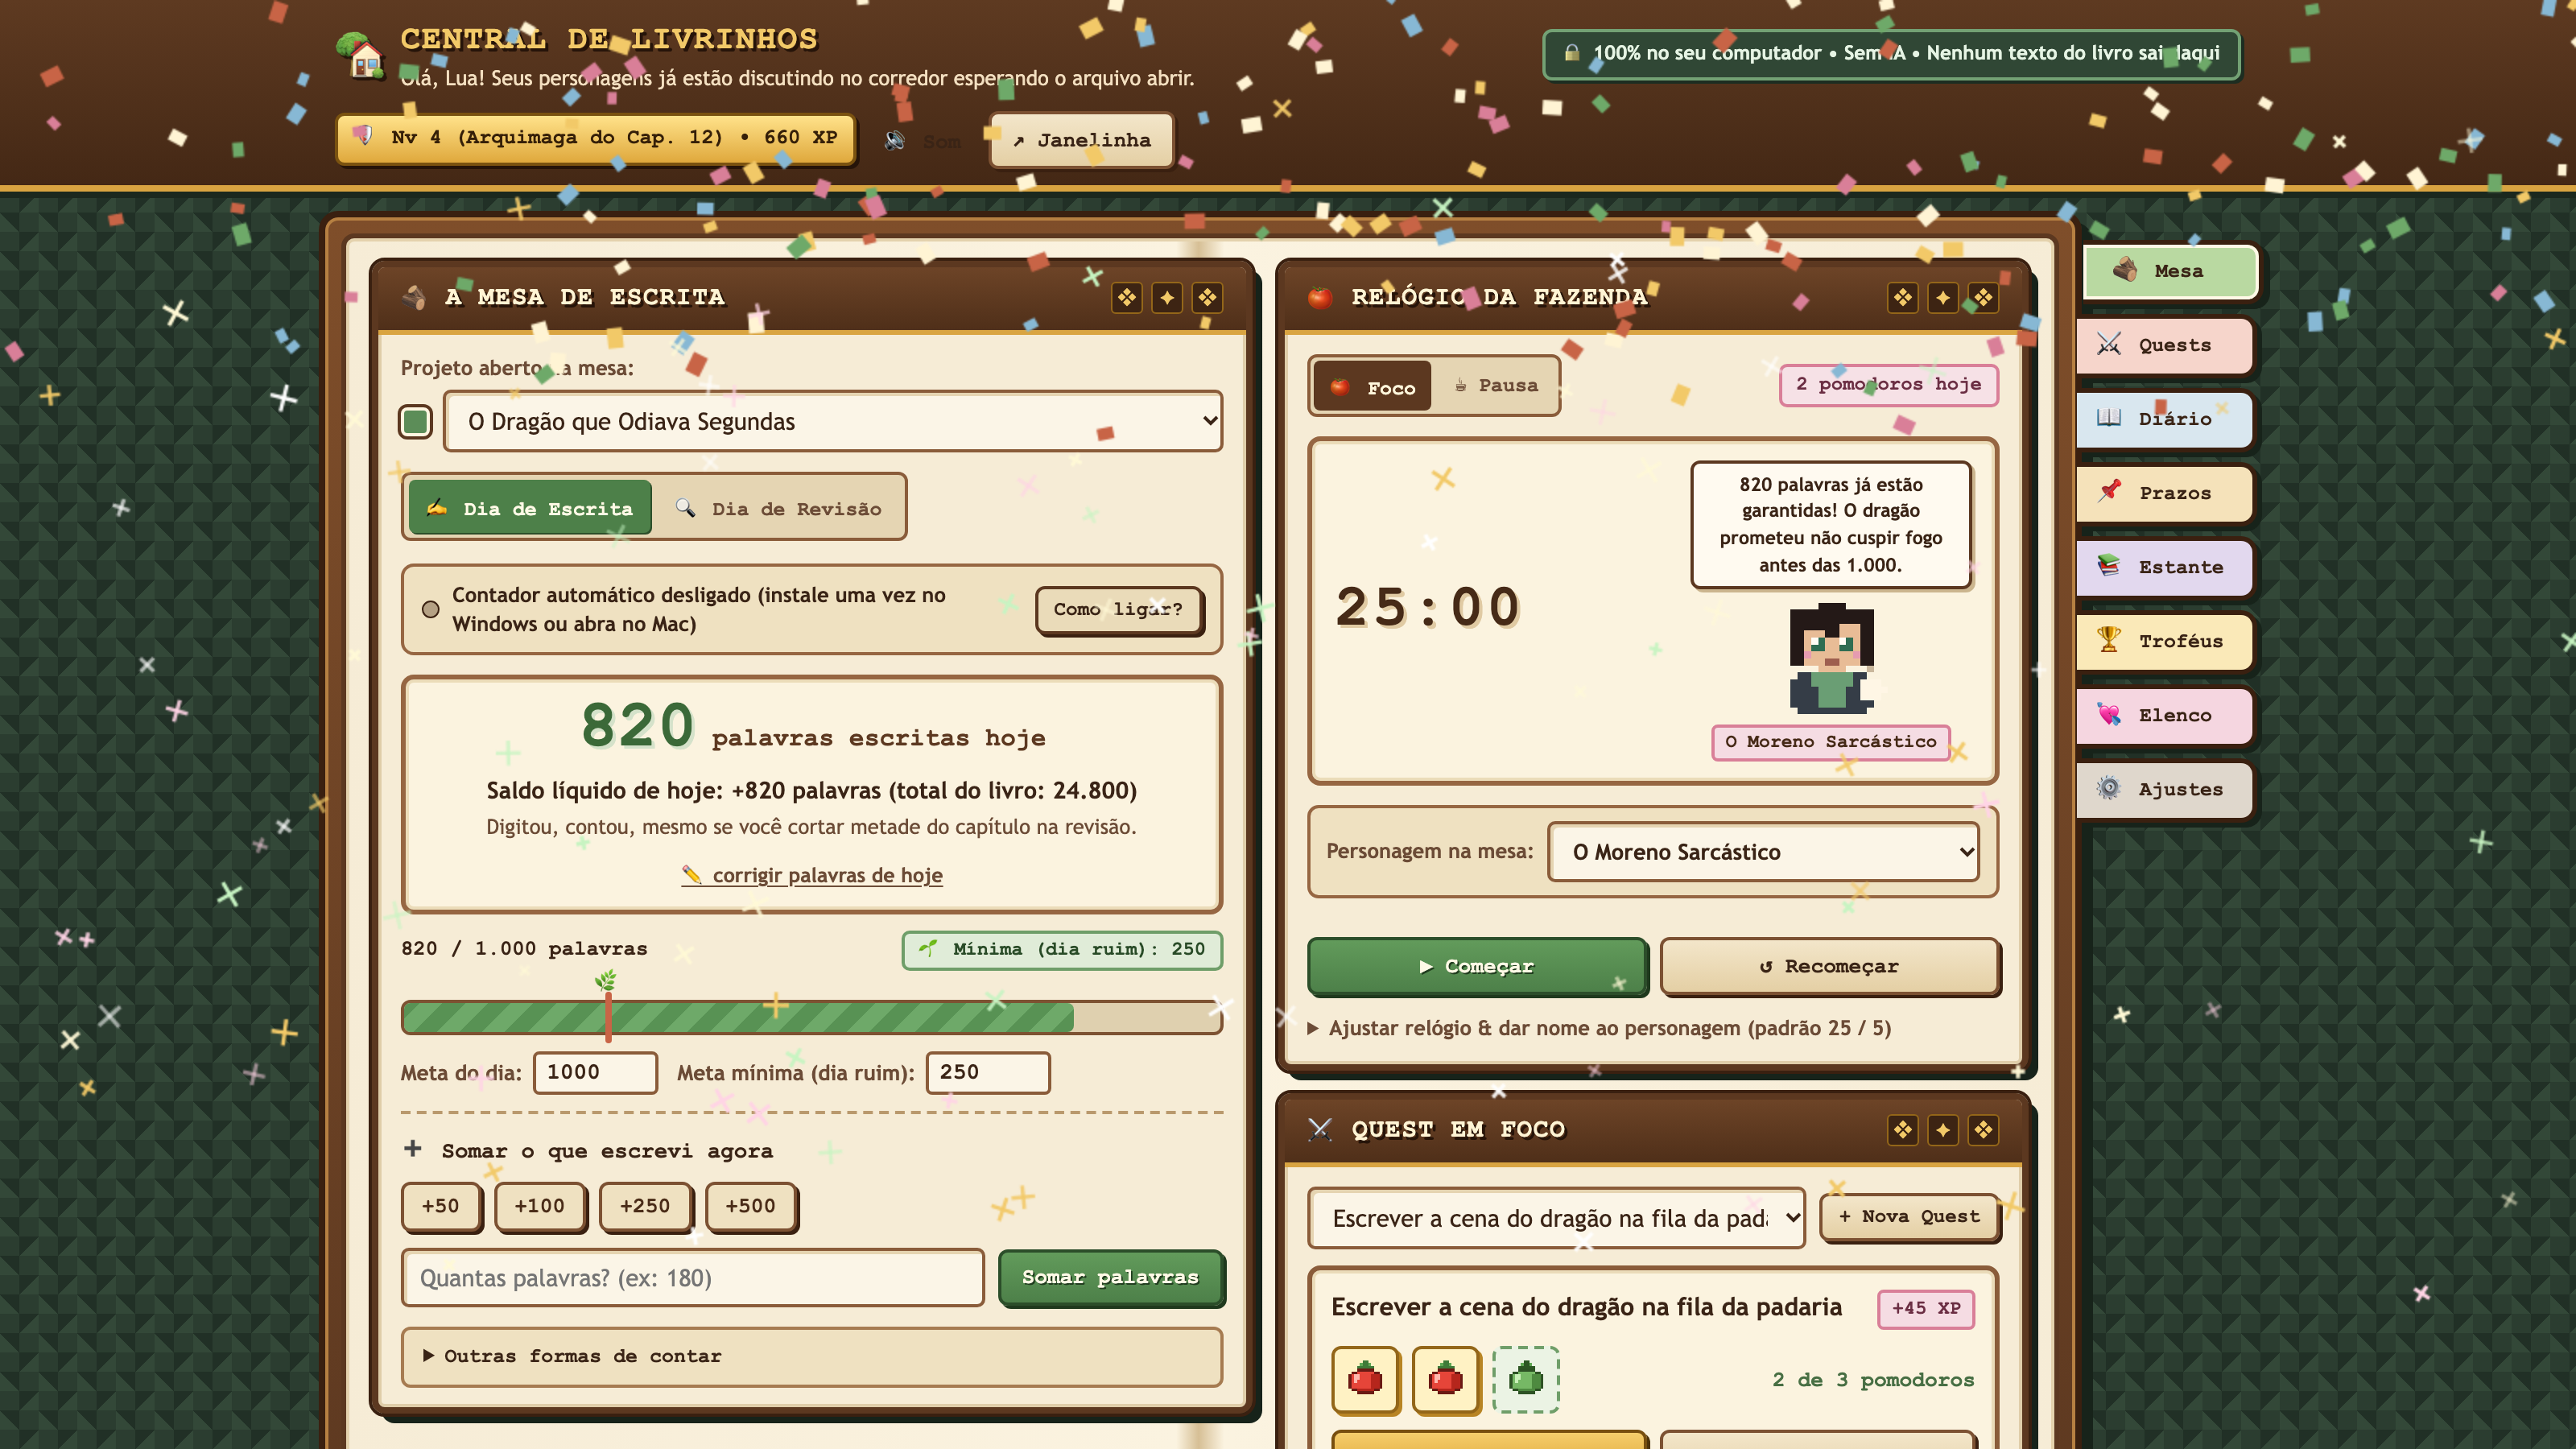 CENTRAL DE LIVRINHOS
Olá, Lua! Seus personagens já estão discutindo no corredor esperando o arquivo abrir.
100% no seu computador • Sem IA • Nenhum texto do livro sai daqui
Nv 4 (Arquimaga do Cap. 12) • 660 XP
Som
↗ Janelinha
A MESA DE ESCRITA
Projeto aberto na mesa:
O Dragão que Odiava Segundas
Dia de Escrita
Dia de Revisão
Contador automático desligado (instale uma vez no
Windows ou abra no Mac)
Como ligar?
820 palavras escritas hoje
Saldo líquido de hoje: +820 palavras (total do livro: 24.800)
Digitou, contou, mesmo se você cortar metade do capítulo na revisão.
corrigir palavras de hoje
820 / 1.000 palavras
Mínima (dia ruim): 250
Meta do dia: 1000
Meta mínima (dia ruim): 250
+ Somar o que escrevi agora
+50
+100
+250
+500
Quantas palavras? (ex: 180)
Somar palavras
▶ Outras formas de contar
RELÓGIO DA FAZENDA
Foco
Pausa
2 pomodoros hoje
25:00
820 palavras já estão
garantidas! O dragão
prometeu não cuspir fogo
antes das 1.000.
O Moreno Sarcástico
Personagem na mesa:
O Moreno Sarcástico
▶ Começar
↺ Recomeçar
▶ Ajustar relógio & dar nome ao personagem (padrão 25 / 5)
QUEST EM FOCO
Escrever a cena do dragão na fila da pada
+ Nova Quest
Escrever a cena do dragão na fila da padaria
+45 XP
2 de 3 pomodoros
Mesa
Quests
Diário
Prazos
Estante
Troféus
Elenco
Ajustes